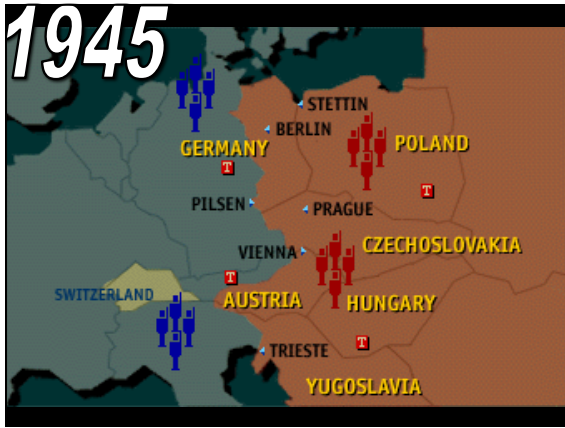 1945
STETTIN
BERLIN
POLAND
GERMANY
T
T
PILSEN
PRAGUE
CZECHOSLOVAKIA
VIENNA
T
SWITZERLAND
AUSTRIA
HUNGARY
T
TRIESTE
YUGOSLAVIA